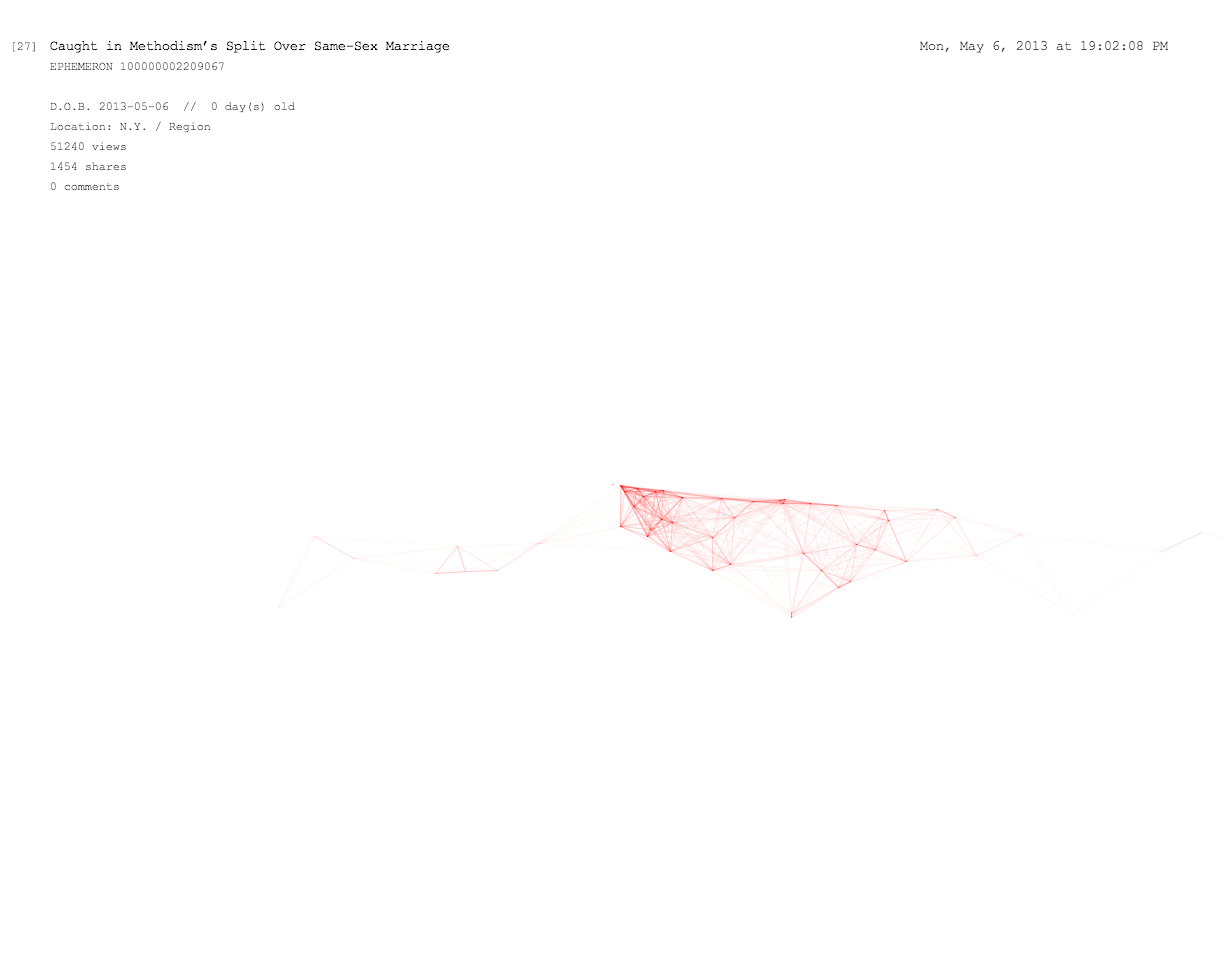 [27] Caught in Methodism’s Split Over Same-Sex Marriage Mon, May 6, 2013 at 19:02:08 PM
EPHEMERON 100000002209067
D.O.B. 2013-05-06 // 0 day(s) old
Location: N.Y. / Region
51240 views
1454 shares
0 comments